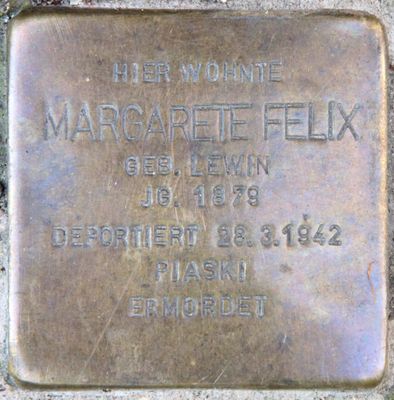 HIER WOHNTE
MARGARETE FELIX
GEB. LEWIN
JG. 1879
DEPORTIERT 28.3.1942
PIASKI
ERMORDET